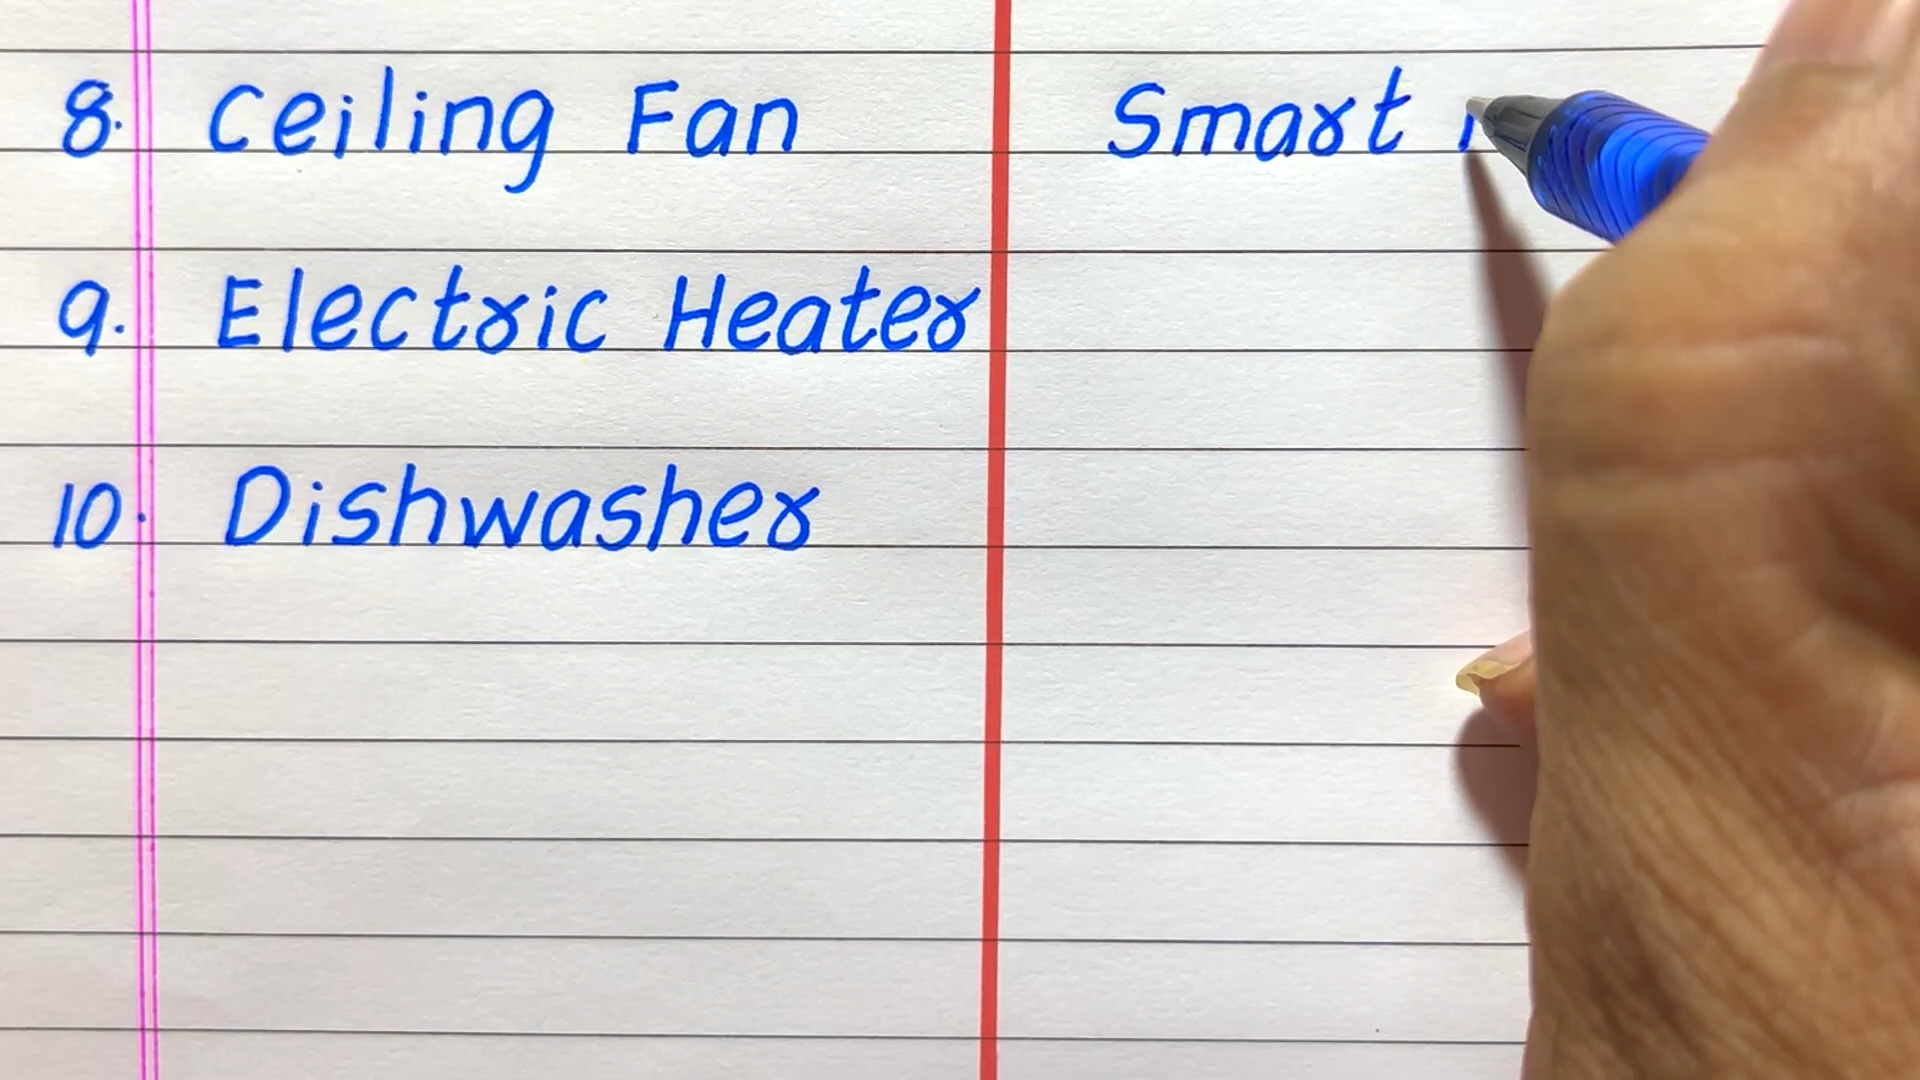 8. Ceiling Fan Smart
9. Electric Heater
10. Dishwasher